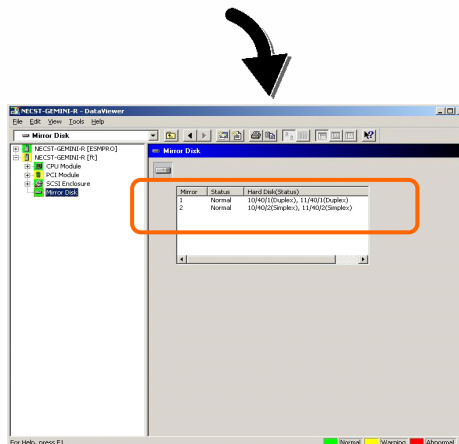 NECST-GEMINI-R - DataViewer
File Edit View Tools Help
Mirror Disk
NECST-GEMINI-R [ESMPRO]
NECST-GEMINI-R [ft]
CPU Module
PCI Module
SCSI Enclosure
Mirror Disk
Mirror Disk
Mirror Status Hard Disk(Status)
1 Normal 10/40/1(Duplex), 11/40/1(Duplex)
2 Normal 10/40/2(Simplex), 11/40/2(Simplex)
For Help, press F1 Normal Warning Abnormal